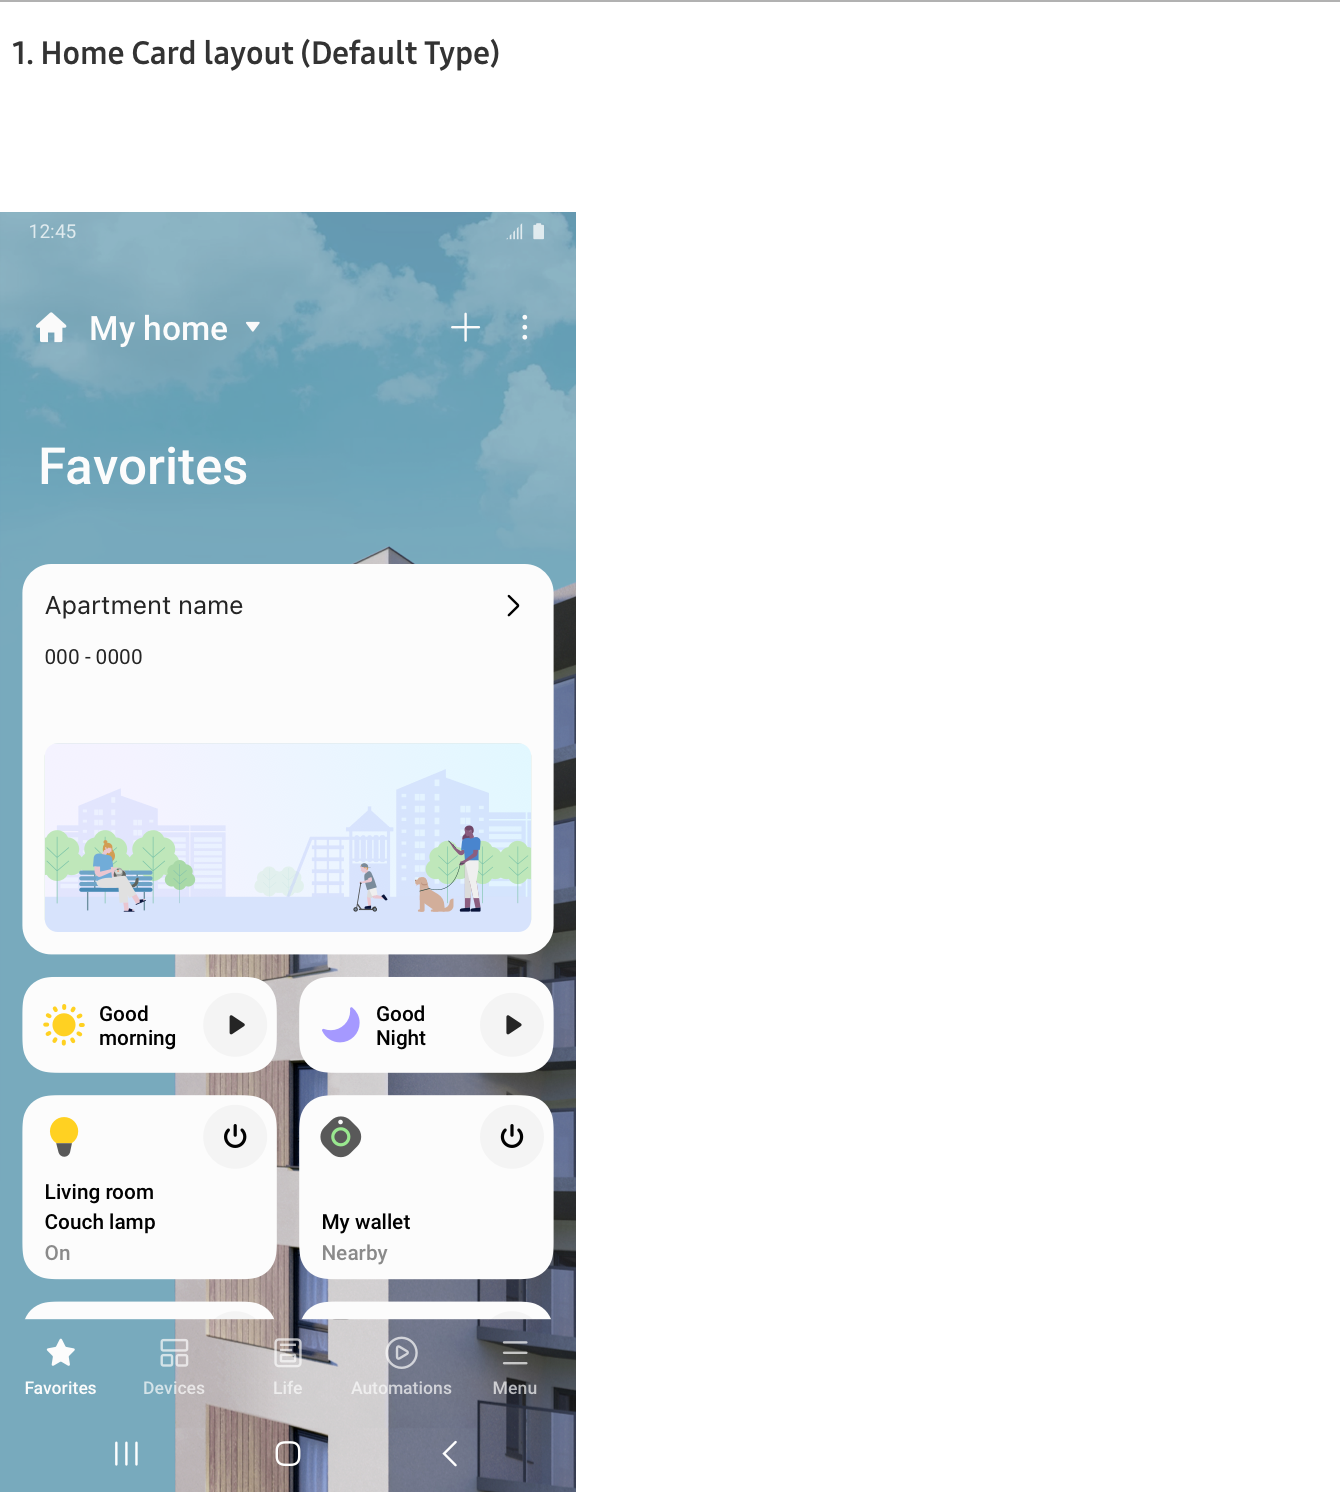 1. Home Card layout (Default Type)
12:45
My home
Favorites
Apartment name
000 - 0000
Good
morning
Good
Night
Living room
Couch lamp
On
My wallet
Nearby
Favorites
Devices
Life
Automations
Menu